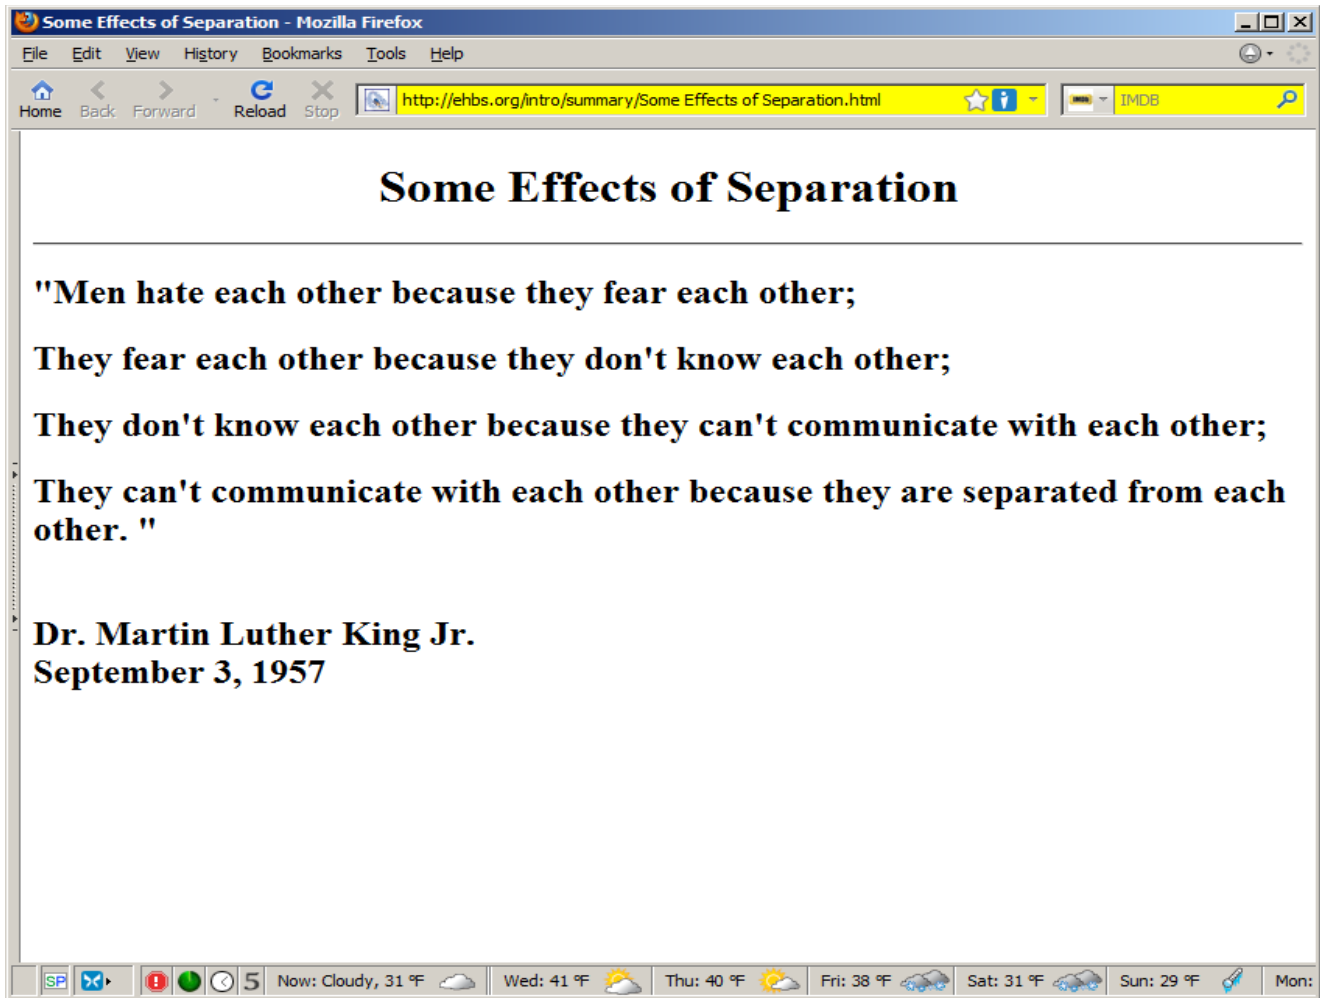 Some Effects of Separation - Mozilla Firefox
File Edit View History Bookmarks Tools Help
Home Back Forward Reload Stop http://ehbs.org/intro/summary/Some Effects of Separation.html IMDB
Some Effects of Separation
"Men hate each other because they fear each other;
They fear each other because they don't know each other;
They don't know each other because they can't communicate with each other;
They can't communicate with each other because they are separated from each
other. "
Dr. Martin Luther King Jr.
September 3, 1957
SP 5 Now: Cloudy, 31 °F Wed: 41 °F Thu: 40 °F Fri: 38 °F Sat: 31 °F Sun: 29 °F Mon: